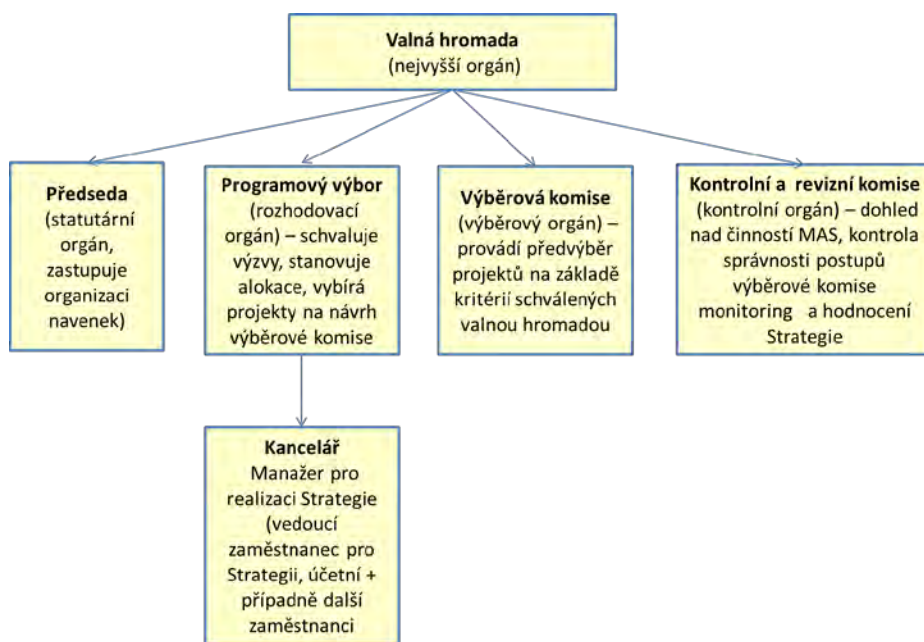 Valná hromada
(nejvyšší orgán)
Předseda
(statutární
orgán,
zastupuje
organizaci
navenek)
Programový výbor
(rozhodovací
orgán) – schvaluje
výzvy, stanovuje
alokace, vybírá
projekty na návrh
výběrové komise
Výběrová komise
(výběrový orgán) –
provádí předvýběr
projektů na základě
kritérií schválených
valnou hromadou
Kontrolní a revizní komise
(kontrolní orgán) – dohled
nad činností MAS, kontrola
správnosti postupů
výběrové komise
monitoring a hodnocení
Strategie
Kancelář
Manažer pro
realizaci Strategie
(vedoucí
zaměstnanec pro
Strategii, účetní +
případně další
zaměstnanci